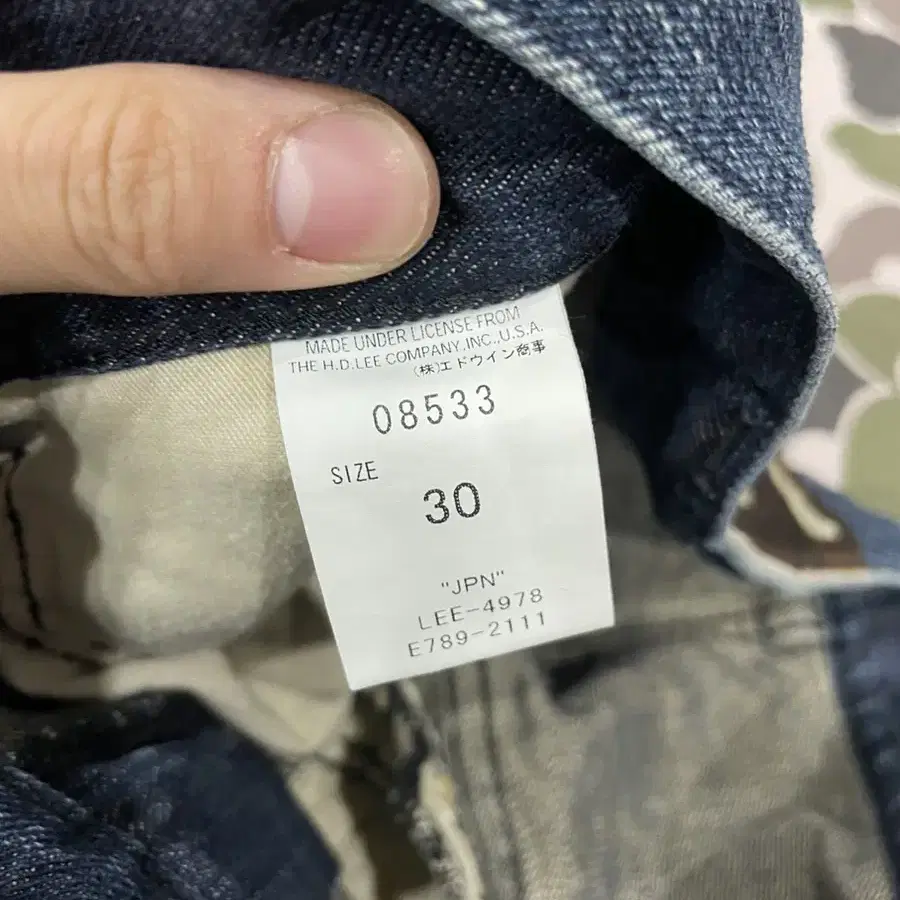 MADE UNDER LICENSE FROM
THE H.D.LEE COMPANY.INC.,U.S.A.
(株)エドウイン商事
08533
SIZE
30
"JPN"
LEE-4978
E789-2111